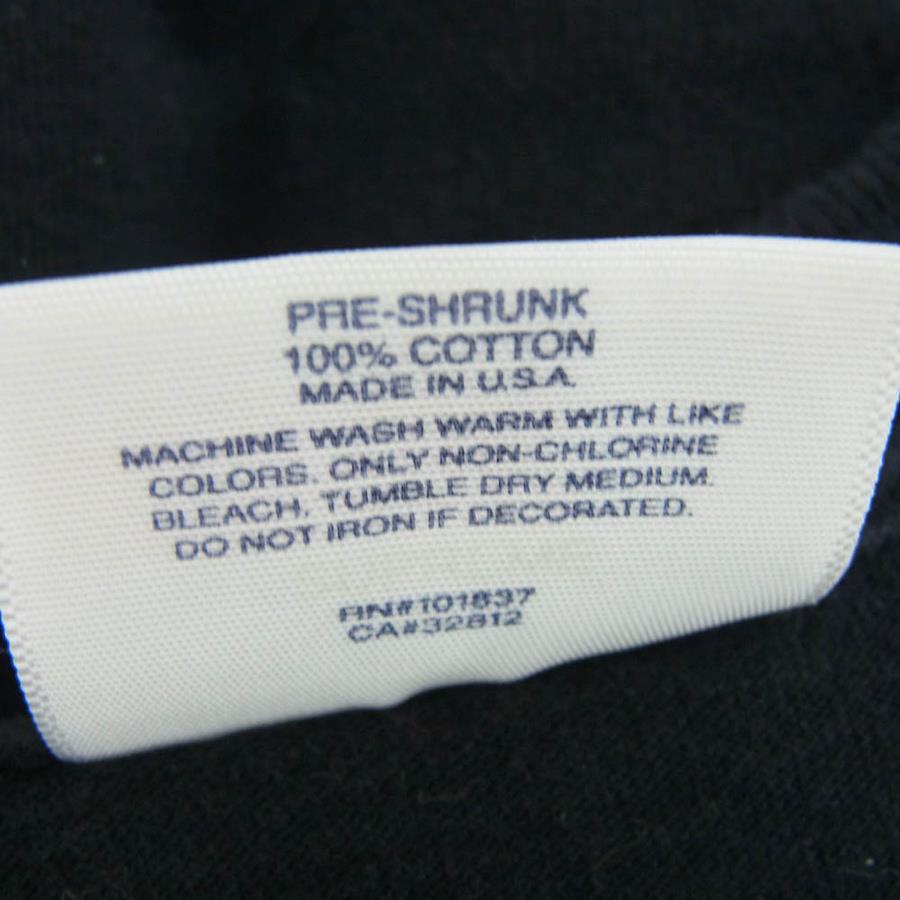 PRE-SHRUNK
100% COTTON
MADE IN U.S.A.
MACHINE WASH WARM WITH LIKE
COLORS. ONLY NON-CHLORINE
BLEACH. TUMBLE DRY MEDIUM.
DO NOT IRON IF DECORATED.
RN#101837
CA#32812